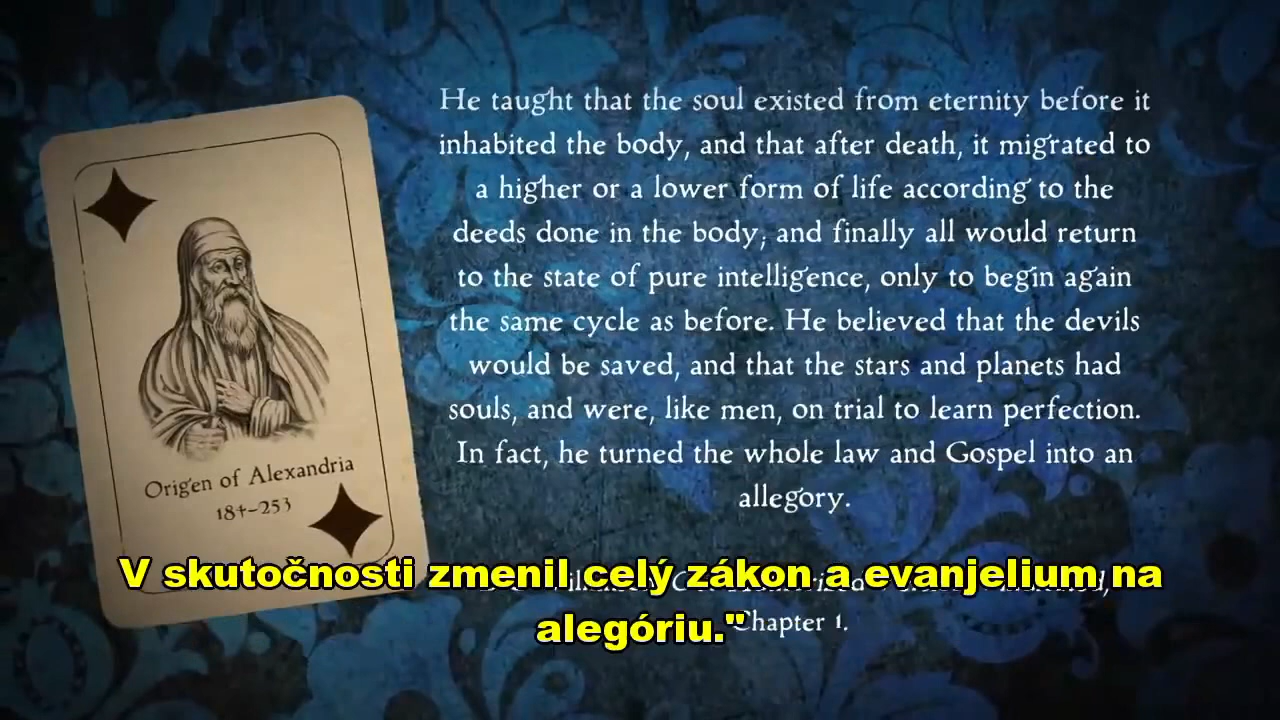 He taught that the soul existed from eternity before it
inhabited the body, and that after death, it migrated to
a higher or a lower form of life according to the
deeds done in the body; and finally all would return
to the state of pure intelligence, only to begin again
the same cycle as before. He believed that the devils
would be saved, and that the stars and planets had
souls, and were, like men, on trial to learn perfection.
In fact, he turned the whole law and Gospel into an
allegory.
Origen of Alexandria
184-253
V skutočnosti zmenil celý zákon a evanjelium na
alegóriu."
Chapter 1.